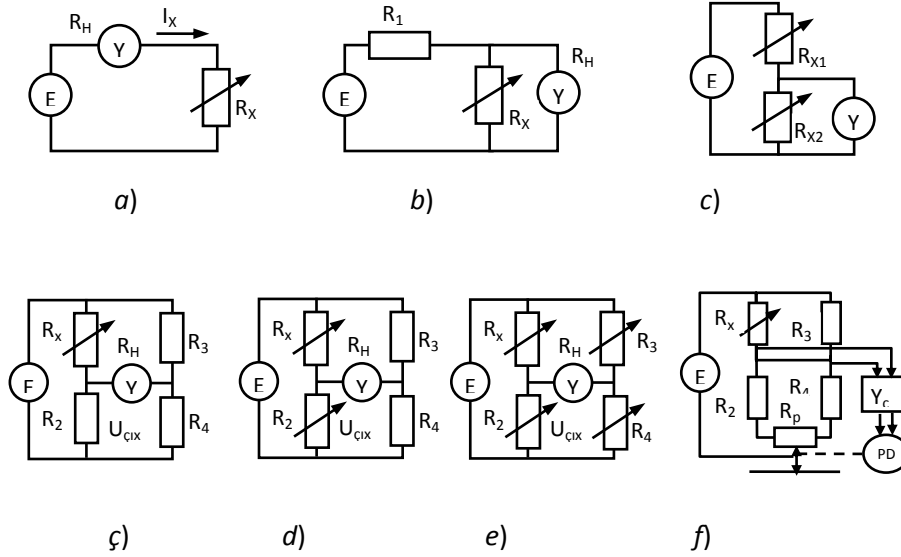 R_H I_X
Y
E
R_X
a)
R_1
R_H
E
R_X
Y
b)
E
R_X1
R_X2
Y
c)
R_x
R_3
R_H
E
Y
R_2
R_4
U_çıx
ç)
R_x
R_3
R_H
E
Y
R_2
R_4
U_çıx
d)
R_x
R_3
R_H
E
Y
R_2
R_4
U_çıx
e)
R_x
R_3
E
R_2
R_4
R_p
Y_c
PD
f)